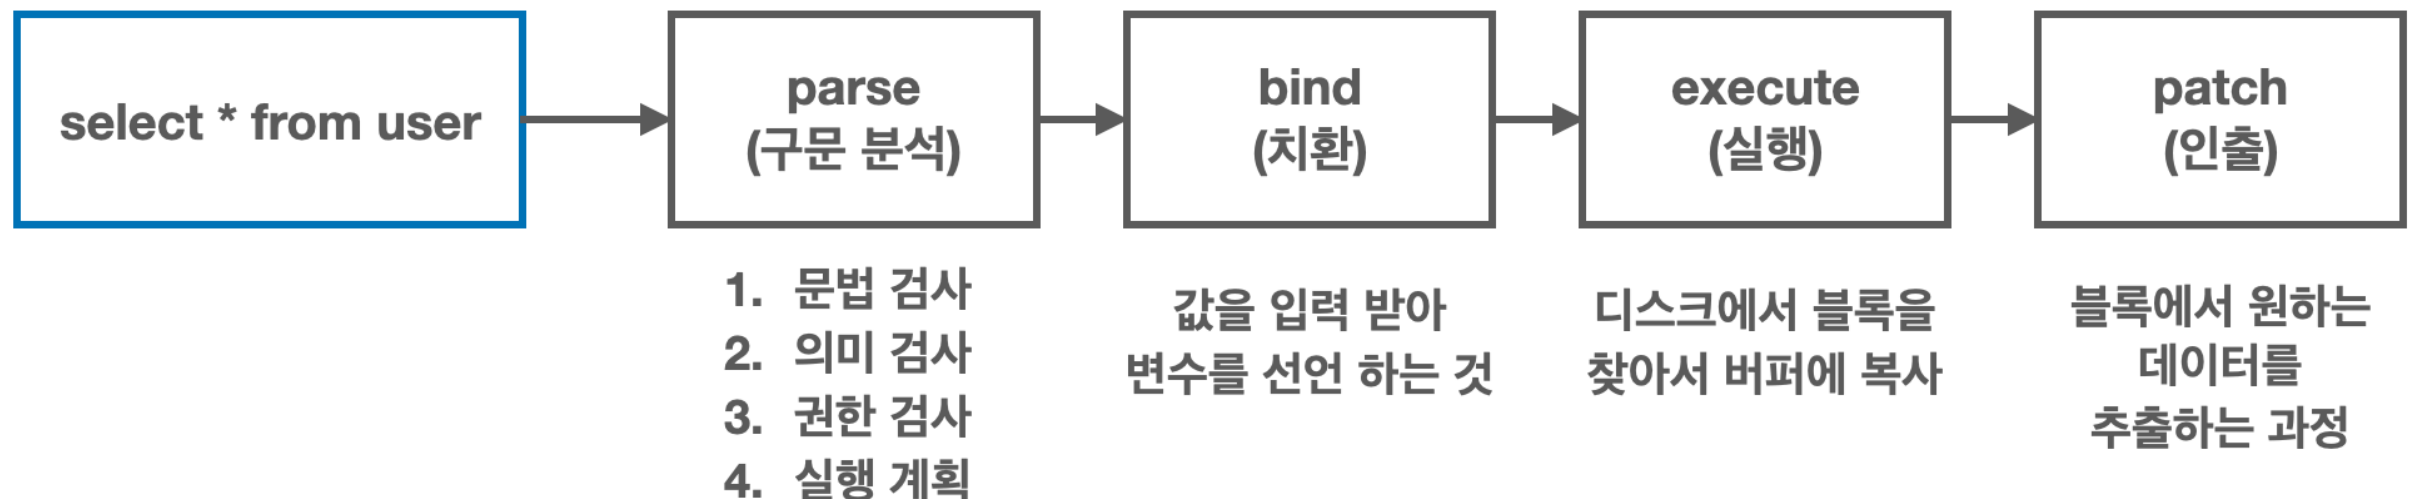 select * from user
parse
(구문 분석)
bind
(치환)
execute
(실행)
patch
(인출)
1. 문법 검사
2. 의미 검사
3. 권한 검사
4. 실행 계획
값을 입력 받아
변수를 선언 하는 것
디스크에서 블록을
찾아서 버퍼에 복사
블록에서 원하는
데이터를
추출하는 과정